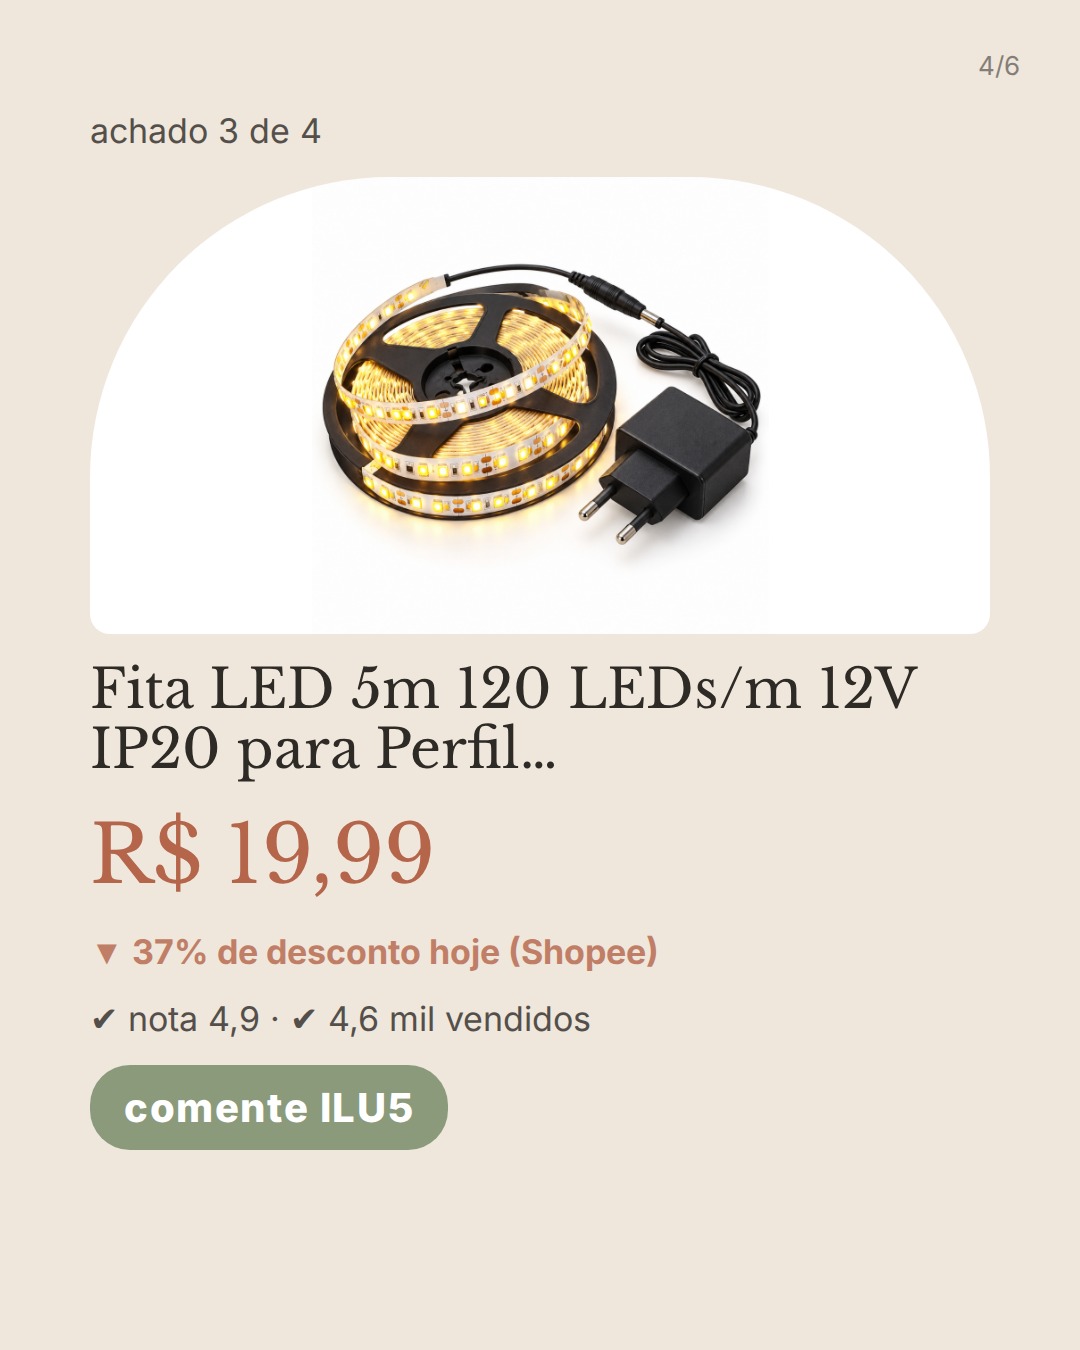 4/6
achado 3 de 4
Fita LED 5m 120 LEDs/m 12V
IP20 para Perfil...
R$ 19,99
▼ 37% de desconto hoje (Shopee)
✔ nota 4,9 · ✔ 4,6 mil vendidos
comente ILU5